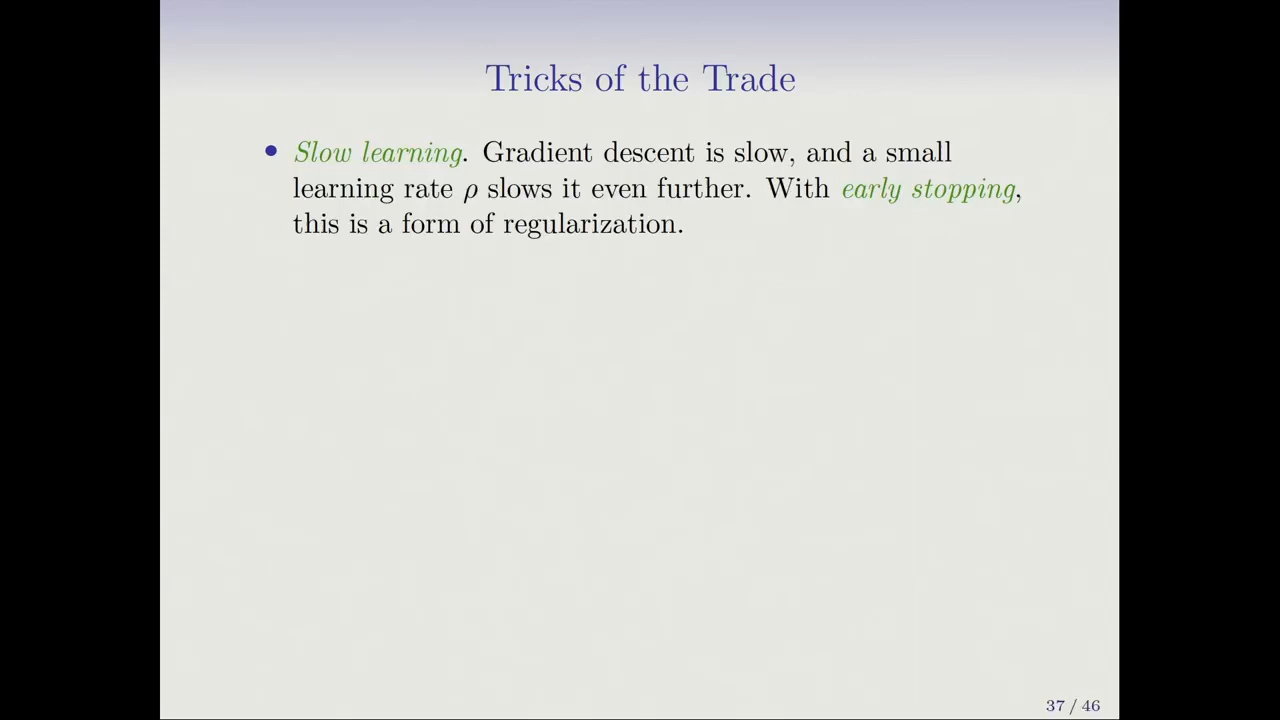 Tricks of the Trade
• Slow learning. Gradient descent is slow, and a small
learning rate ρ slows it even further. With early stopping,
this is a form of regularization.
37 / 46